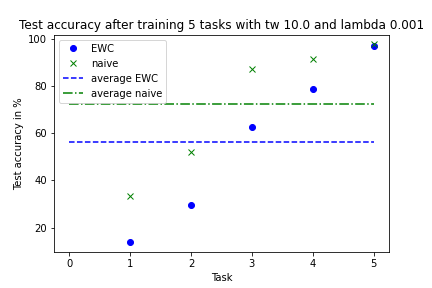 Test accuracy after training 5 tasks with tw 10.0 and lambda 0.001
EWC
naive
average EWC
average naive
Test accuracy in %
100
80
60
40
20
0 1 2 3 4 5
Task